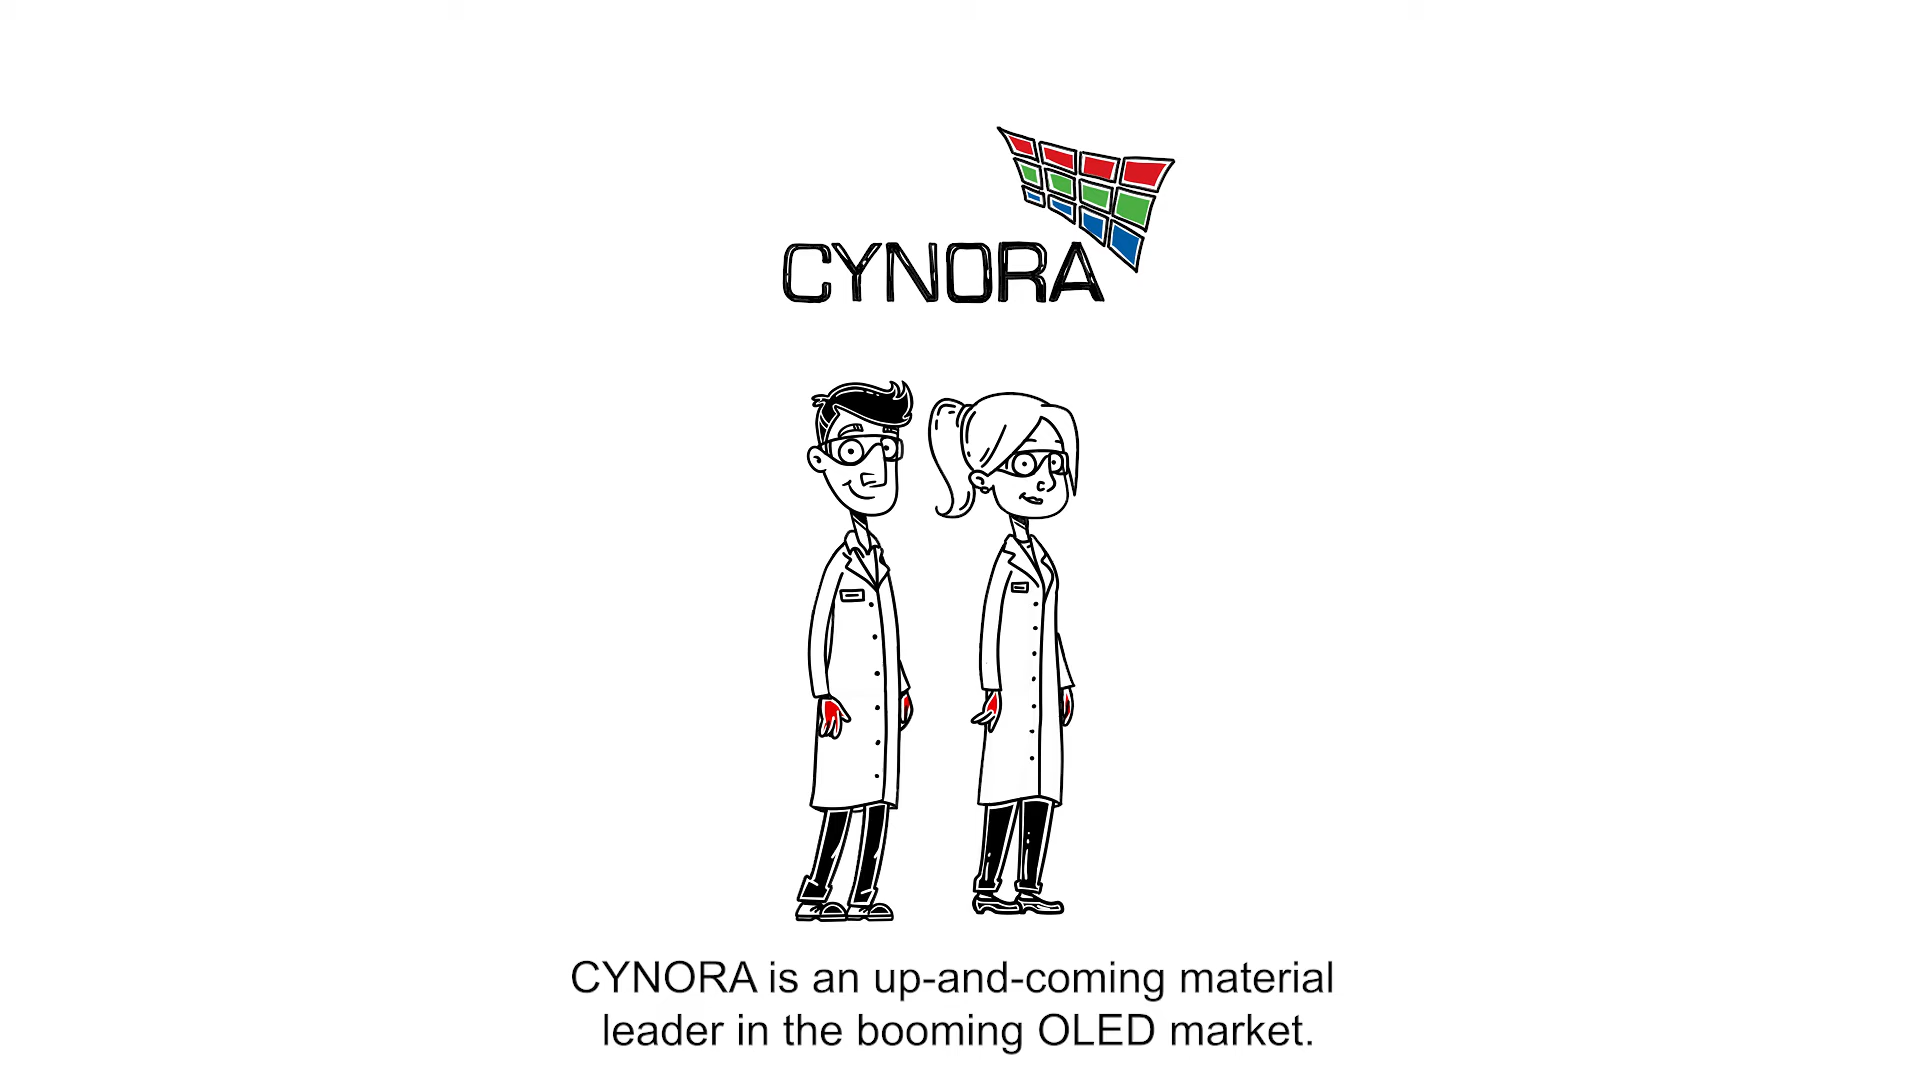 CYNORA
CYNORA is an up-and-coming material
leader in the booming OLED market.